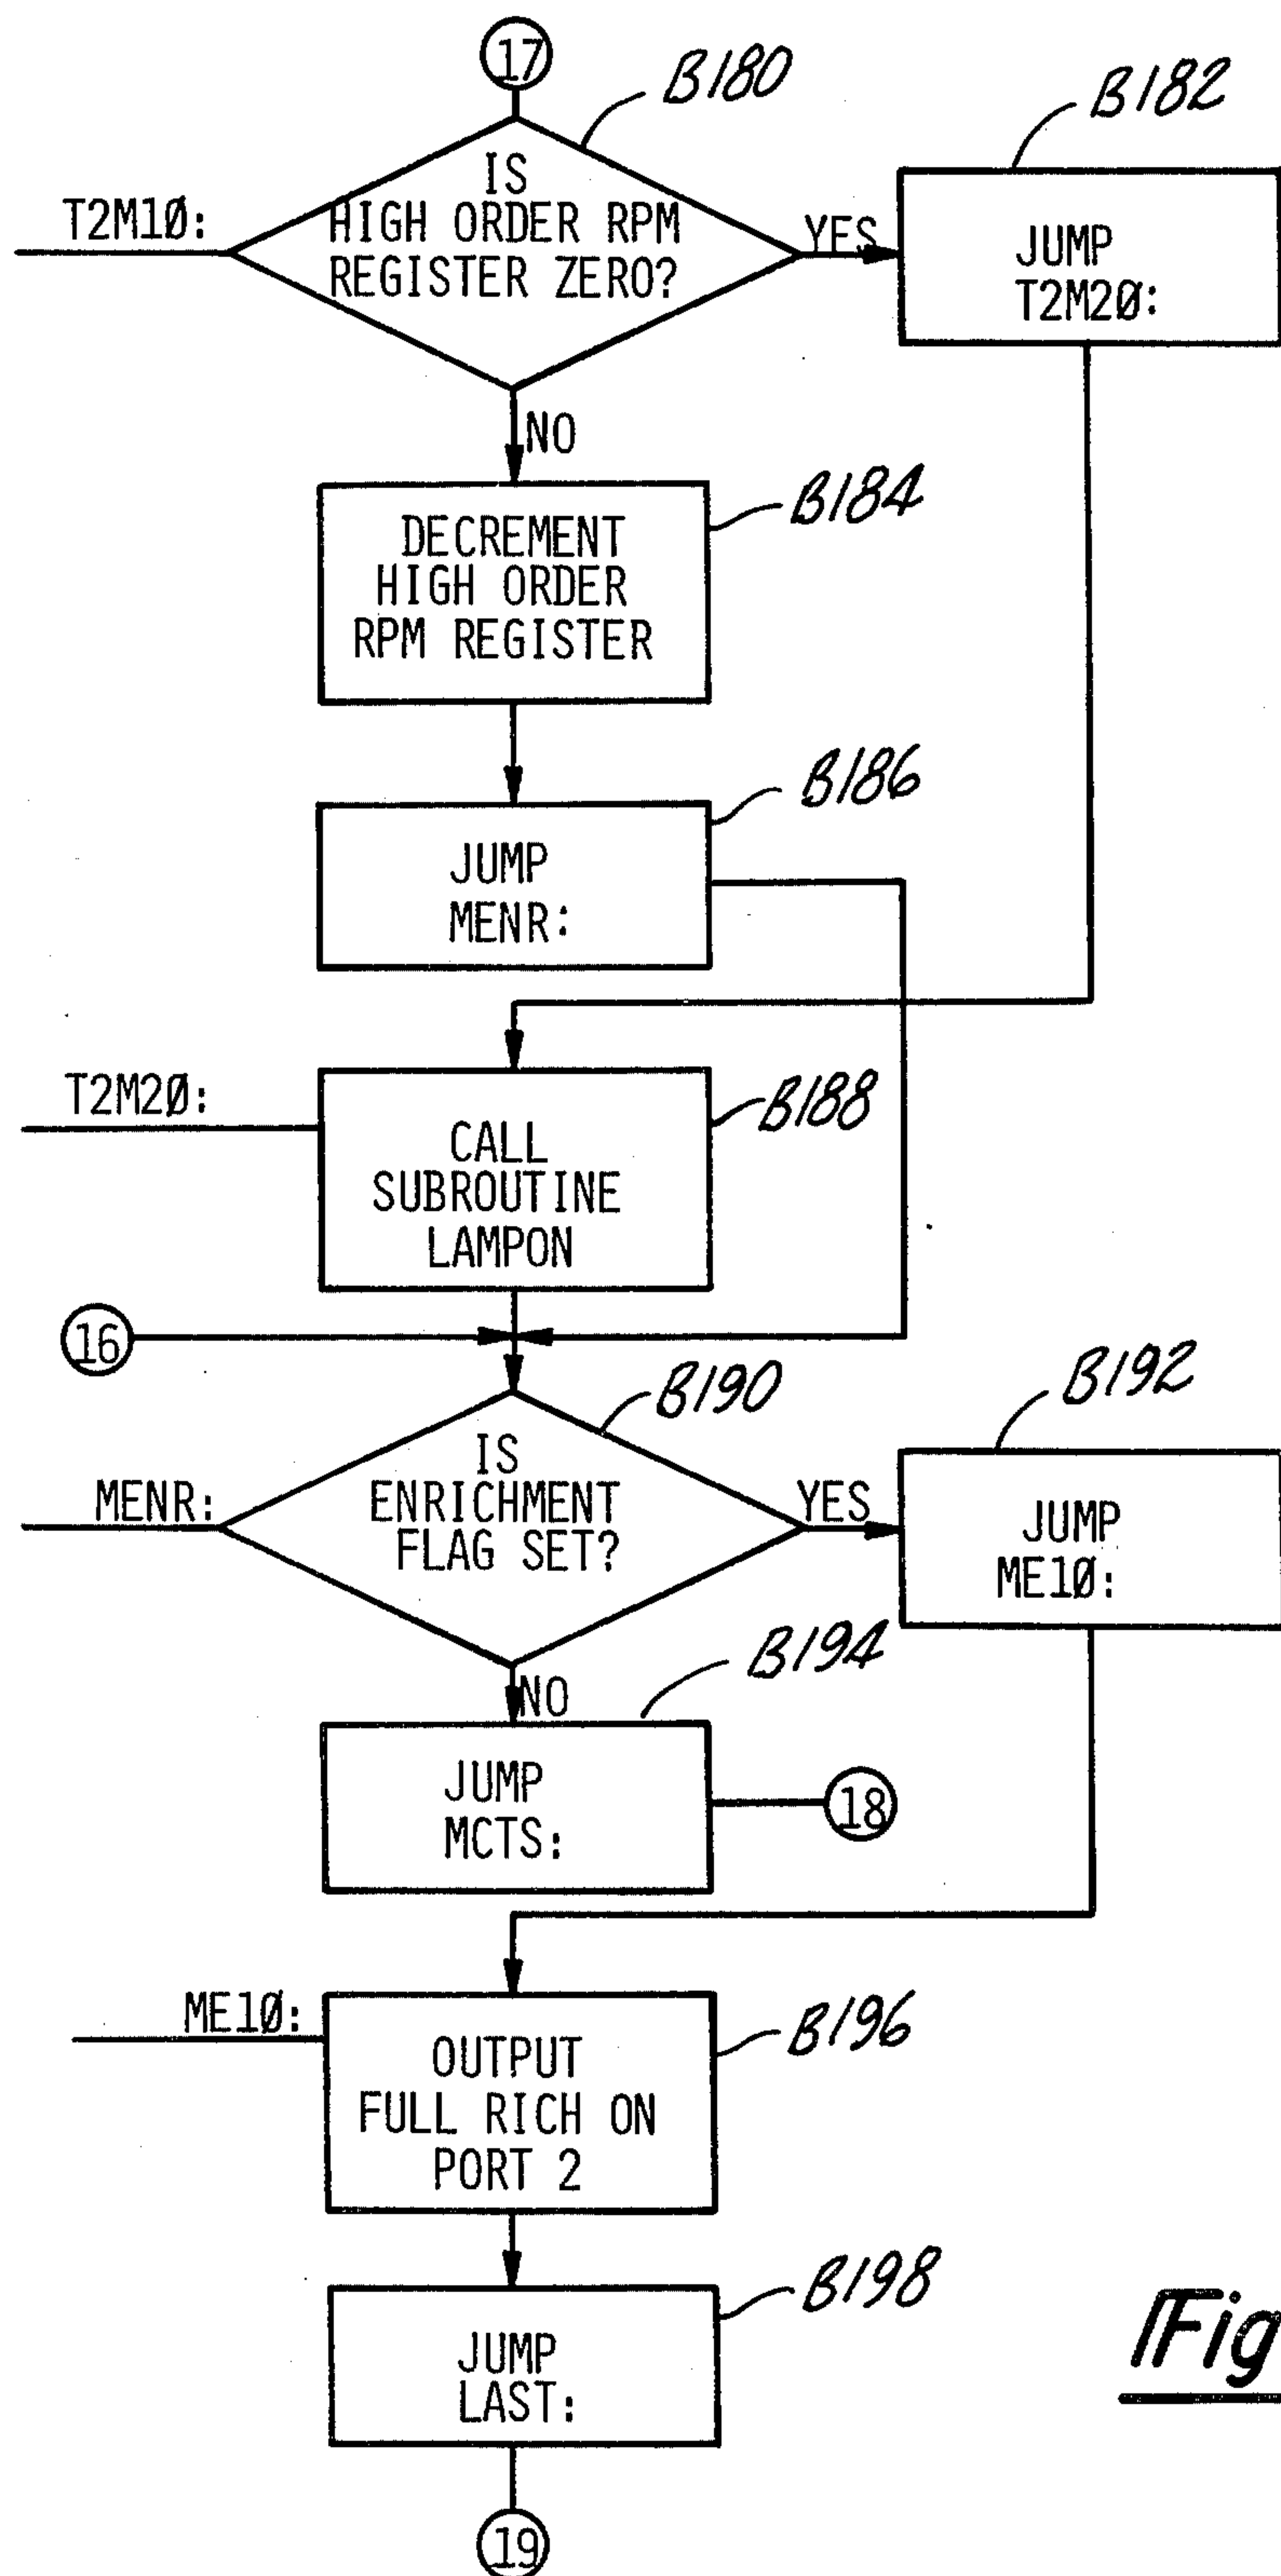 17
B180
B182
IS
HIGH ORDER RPM
REGISTER ZERO?
T2M1Ø:
YES
JUMP
T2M2Ø:
NO
B184
DECREMENT
HIGH ORDER
RPM REGISTER
B186
JUMP
MENR:
T2M2Ø:
B188
CALL
SUBROUTINE
LAMPON
16
B190
B192
IS
ENRICHMENT
FLAG SET?
MENR:
YES
JUMP
ME1Ø:
NO
B194
JUMP
MCTS:
18
ME1Ø:
B196
OUTPUT
FULL RICH ON
PORT 2
B198
JUMP
LAST:
Fig
19